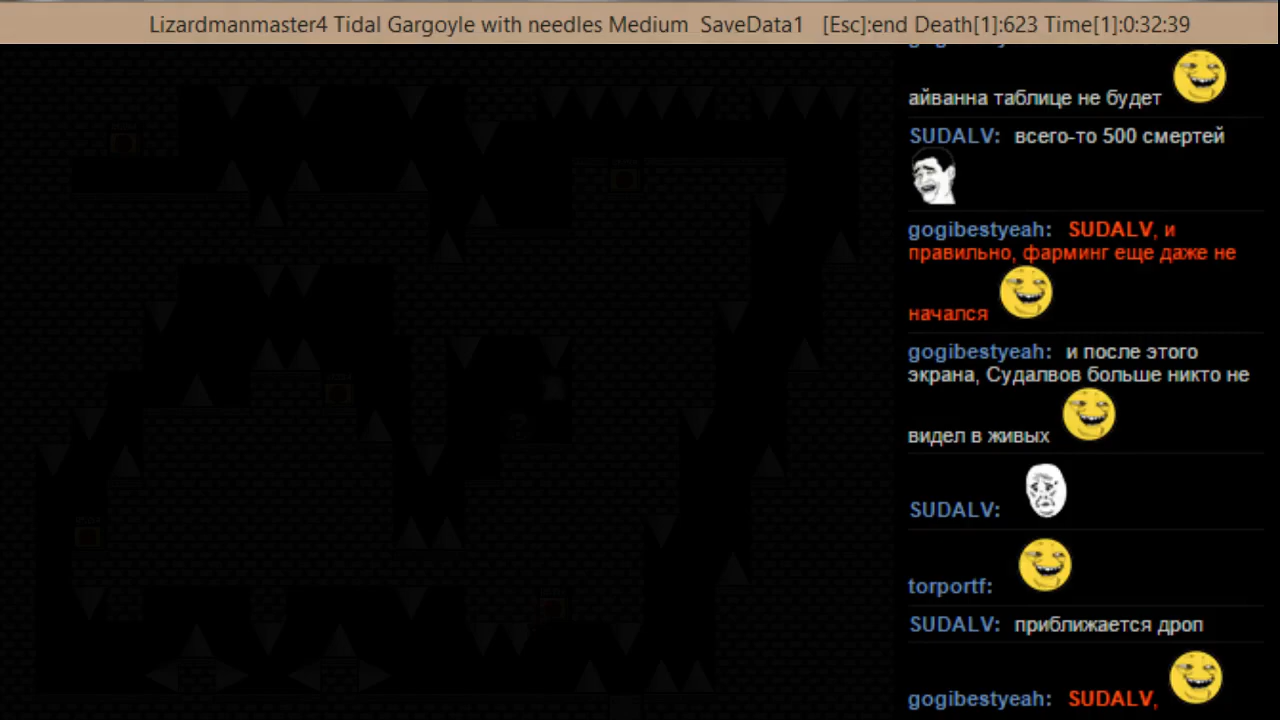 Lizardmanmaster4 Tidal Gargoyle with needles Medium SaveData1 [Esc]:end Death[1]:623 Time[1]:0:32:39
айванна таблице не будет
SUDALV: всего-то 500 смертей
gogibestyeah: SUDALV, и
правильно, фарминг еще даже не
начался
gogibestyeah: и после этого
экрана, Судалвов больше никто не
видел в живых
SUDALV:
torportf:
SUDALV: приближается дроп
gogibestyeah: SUDALV,